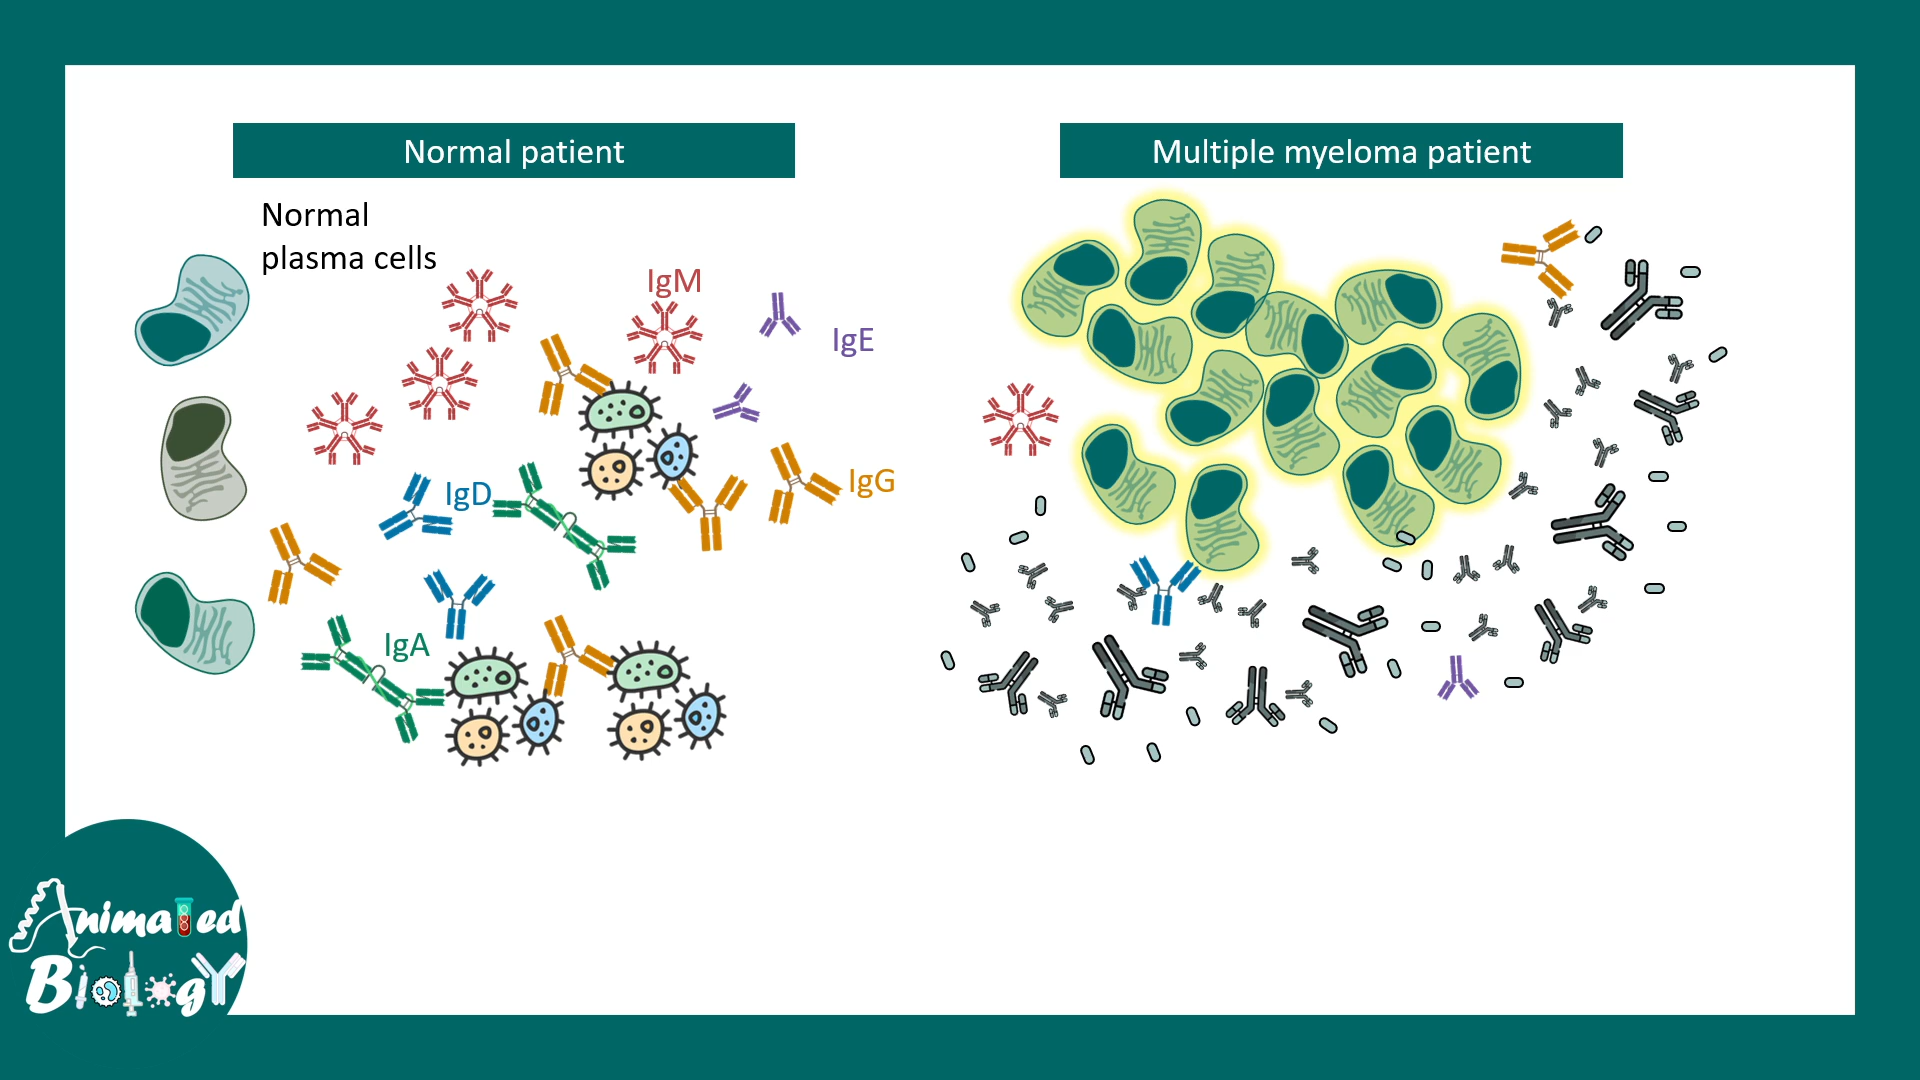 Normal patient
Multiple myeloma patient
Normal
plasma cells
IgM
IgE
IgD
IgG
IgA
Animated
Biology